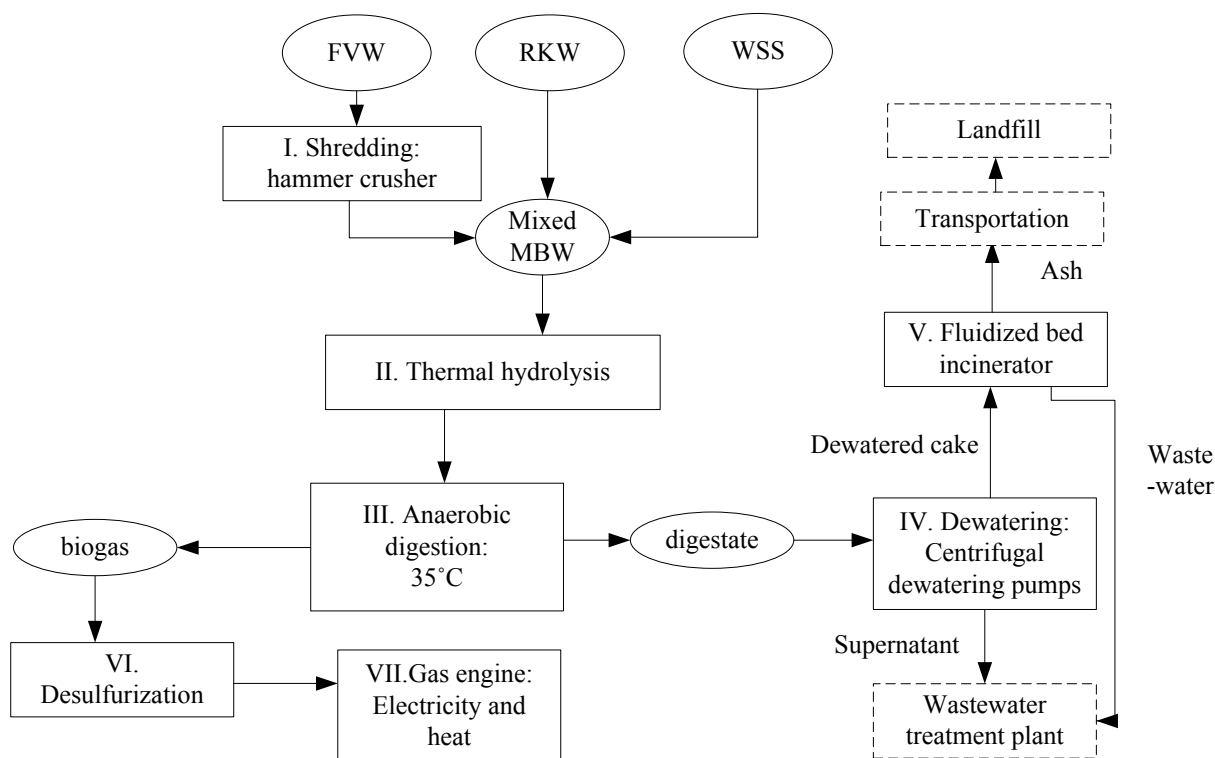 FVW
RKW
WSS
I. Shredding:
hammer crusher
Mixed
MBW
Landfill
Transportation
Ash
II. Thermal hydrolysis
V. Fluidized bed
incinerator
Dewatered cake
Waste
-water
III. Anaerobic
digestion:
35˚C
biogas
digestate
IV. Dewatering:
Centrifugal
dewatering pumps
Supernatant
VI.
Desulfurization
VII.Gas engine:
Electricity and
heat
Wastewater
treatment plant